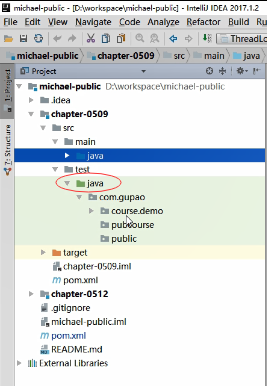 michael-public - [D:\workspace\michael-public] - IntelliJ IDEA 2017.1.2
File Edit View Navigate Code Analyze Refactor Build Ru
michael-public chapter-0509 src main java
ThreadLo
1: Project
7: Structure
Project
michael-public D:\workspace\michael-public
.idea
chapter-0509
src
main
java
test
java
com.gupao
course.demo
pubcourse
public
target
chapter-0509.iml
pom.xml
chapter-0512
.gitignore
michael-public.iml
pom.xml
README.md
External Libraries